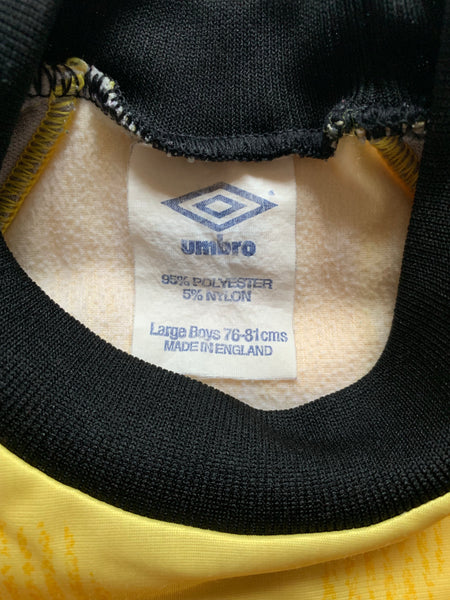 umbro
95% POLYESTER
5% NYLON
Large Boys 76-81cms
MADE IN ENGLAND